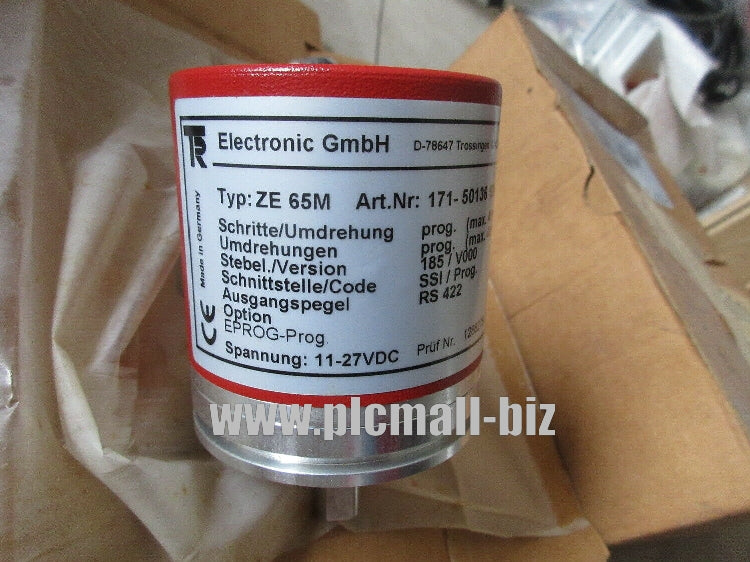 TR Electronic GmbH D-78647 Trossingen
Typ: ZE 65M Art.Nr: 171-50136
Schritte/Umdrehung prog. (max.
Umdrehungen prog. (max.
Stebel./Version 185 / V000
Schnittstelle/Code SSI / Prog.
Ausgangspegel RS 422
Option
EPROG-Prog
Spannung: 11-27VDC Prüf Nr.
Made in Germany
CE
www.plcmall-biz